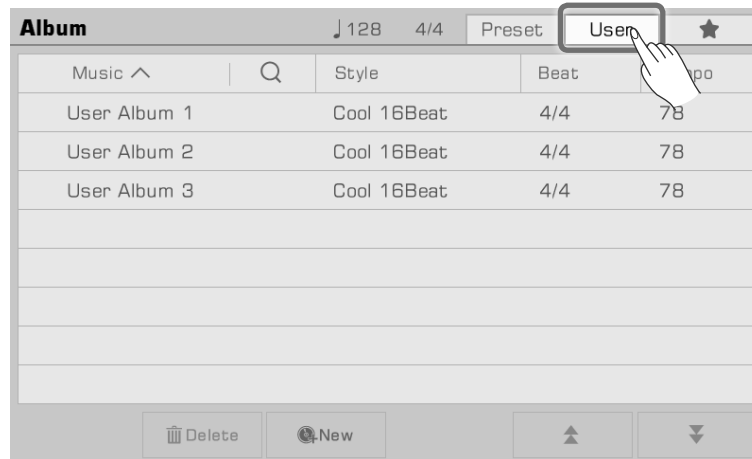 Album ♩128 4/4 Preset User ★
Music Style Beat
User Album 1 Cool 16Beat 4/4 78
User Album 2 Cool 16Beat 4/4 78
User Album 3 Cool 16Beat 4/4 78
Delete New